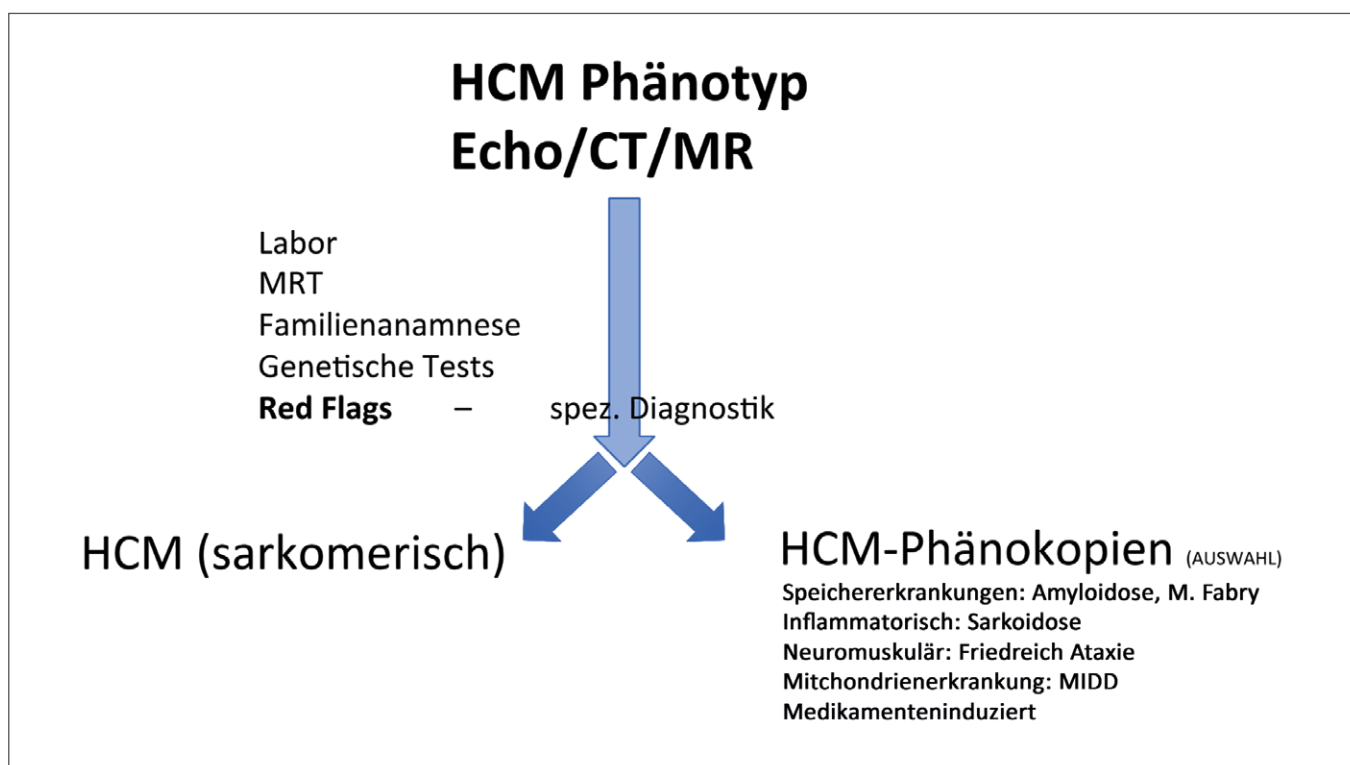 HCM Phänotyp
Echo/CT/MR
Labor
MRT
Familienanamnese
Genetische Tests
Red Flags – spez. Diagnostik
HCM (sarkomerisch)
HCM-Phänokopien (AUSWAHL)
Speichererkrankungen: Amyloidose, M. Fabry
Inflammatorisch: Sarkoidose
Neuromuskulär: Friedreich Ataxie
Mitchondrienerkrankung: MIDD
Medikamenteninduziert